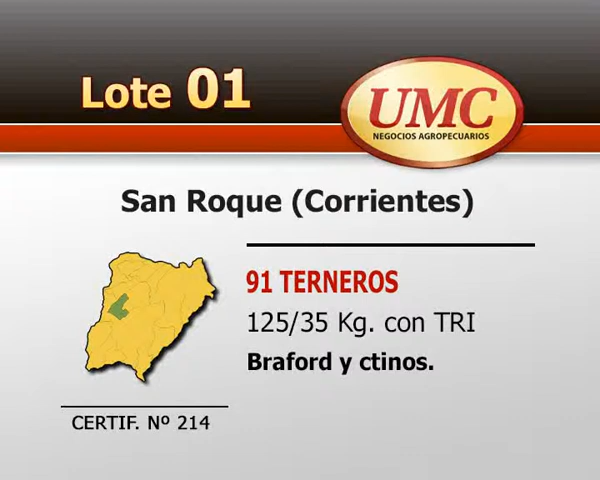 Lote 01
UMC
NEGOCIOS AGROPECUARIOS
San Roque (Corrientes)
91 TERNEROS
125/35 Kg. con TRI
Braford y ctinos.
CERTIF. Nº 214